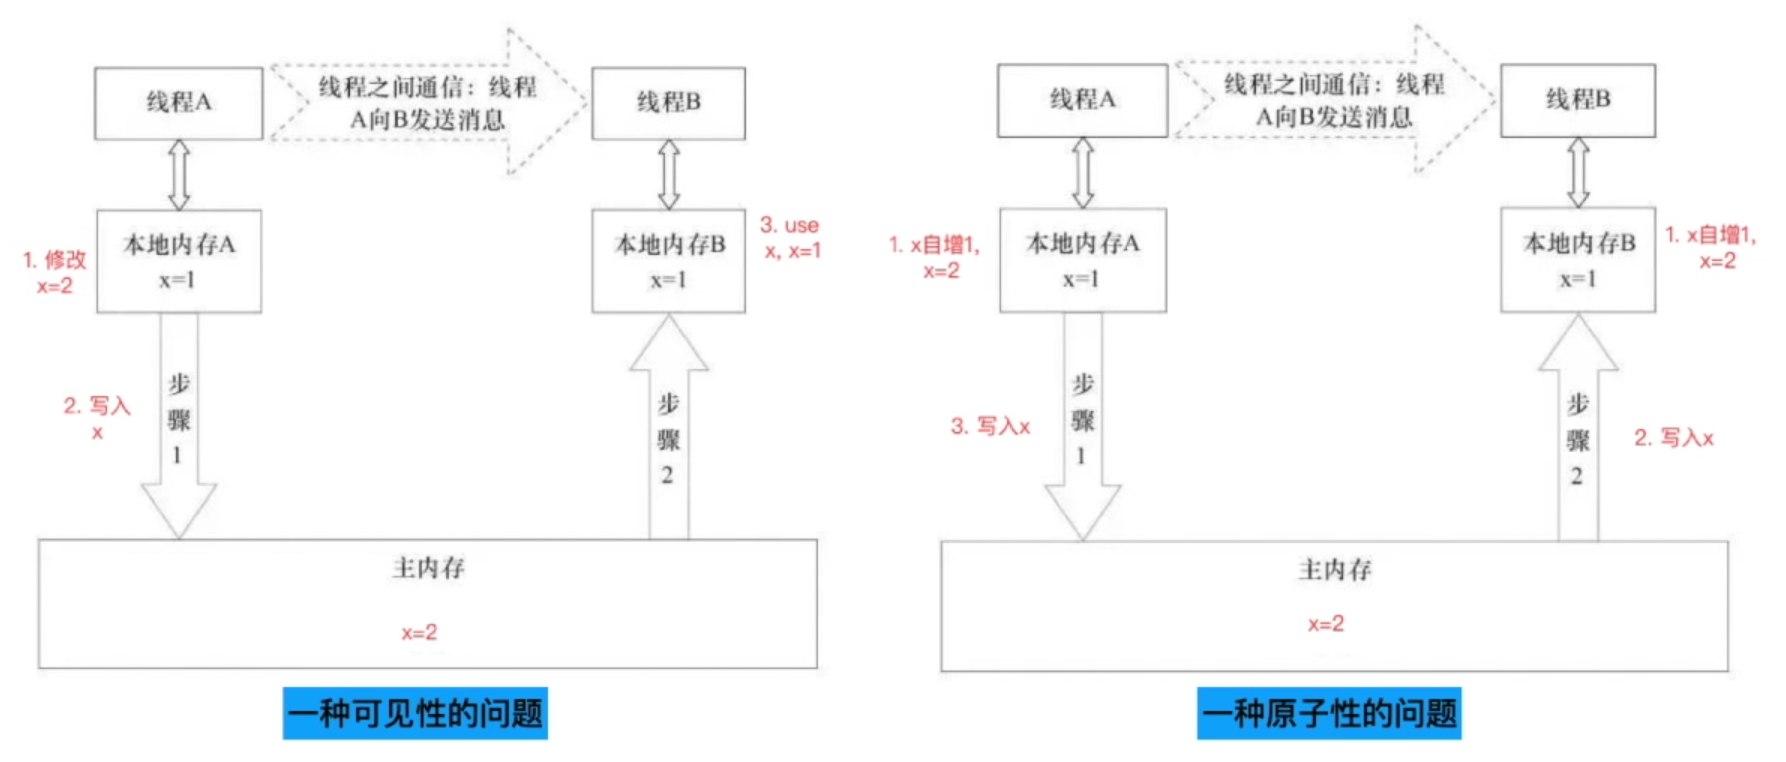 线程A
线程之间通信：线程
A向B发送消息
线程B
本地内存A
x=1
本地内存B
x=1
1. 修改
x=2
3. use
x, x=1
2. 写入
x
步
骤
1
步
骤
2
主内存
x=2
一种可见性的问题
线程A
线程之间通信：线程
A向B发送消息
线程B
1. x自增1,
x=2
本地内存A
x=1
本地内存B
x=1
1. x自增1,
x=2
3. 写入x
步
骤
1
步
骤
2
2. 写入x
主内存
x=2
一种原子性的问题